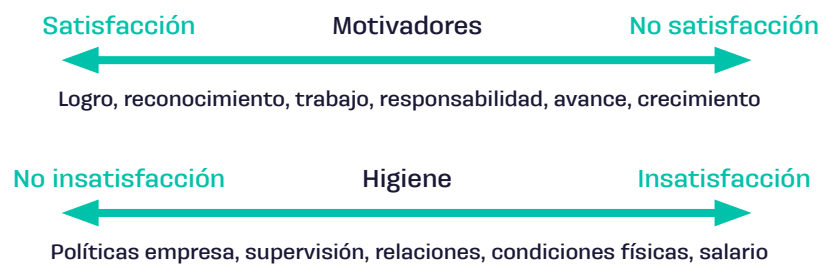 Satisfacción Motivadores No satisfacción
Logro, reconocimiento, trabajo, responsabilidad, avance, crecimiento
No insatisfacción Higiene Insatisfacción
Políticas empresa, supervisión, relaciones, condiciones físicas, salario